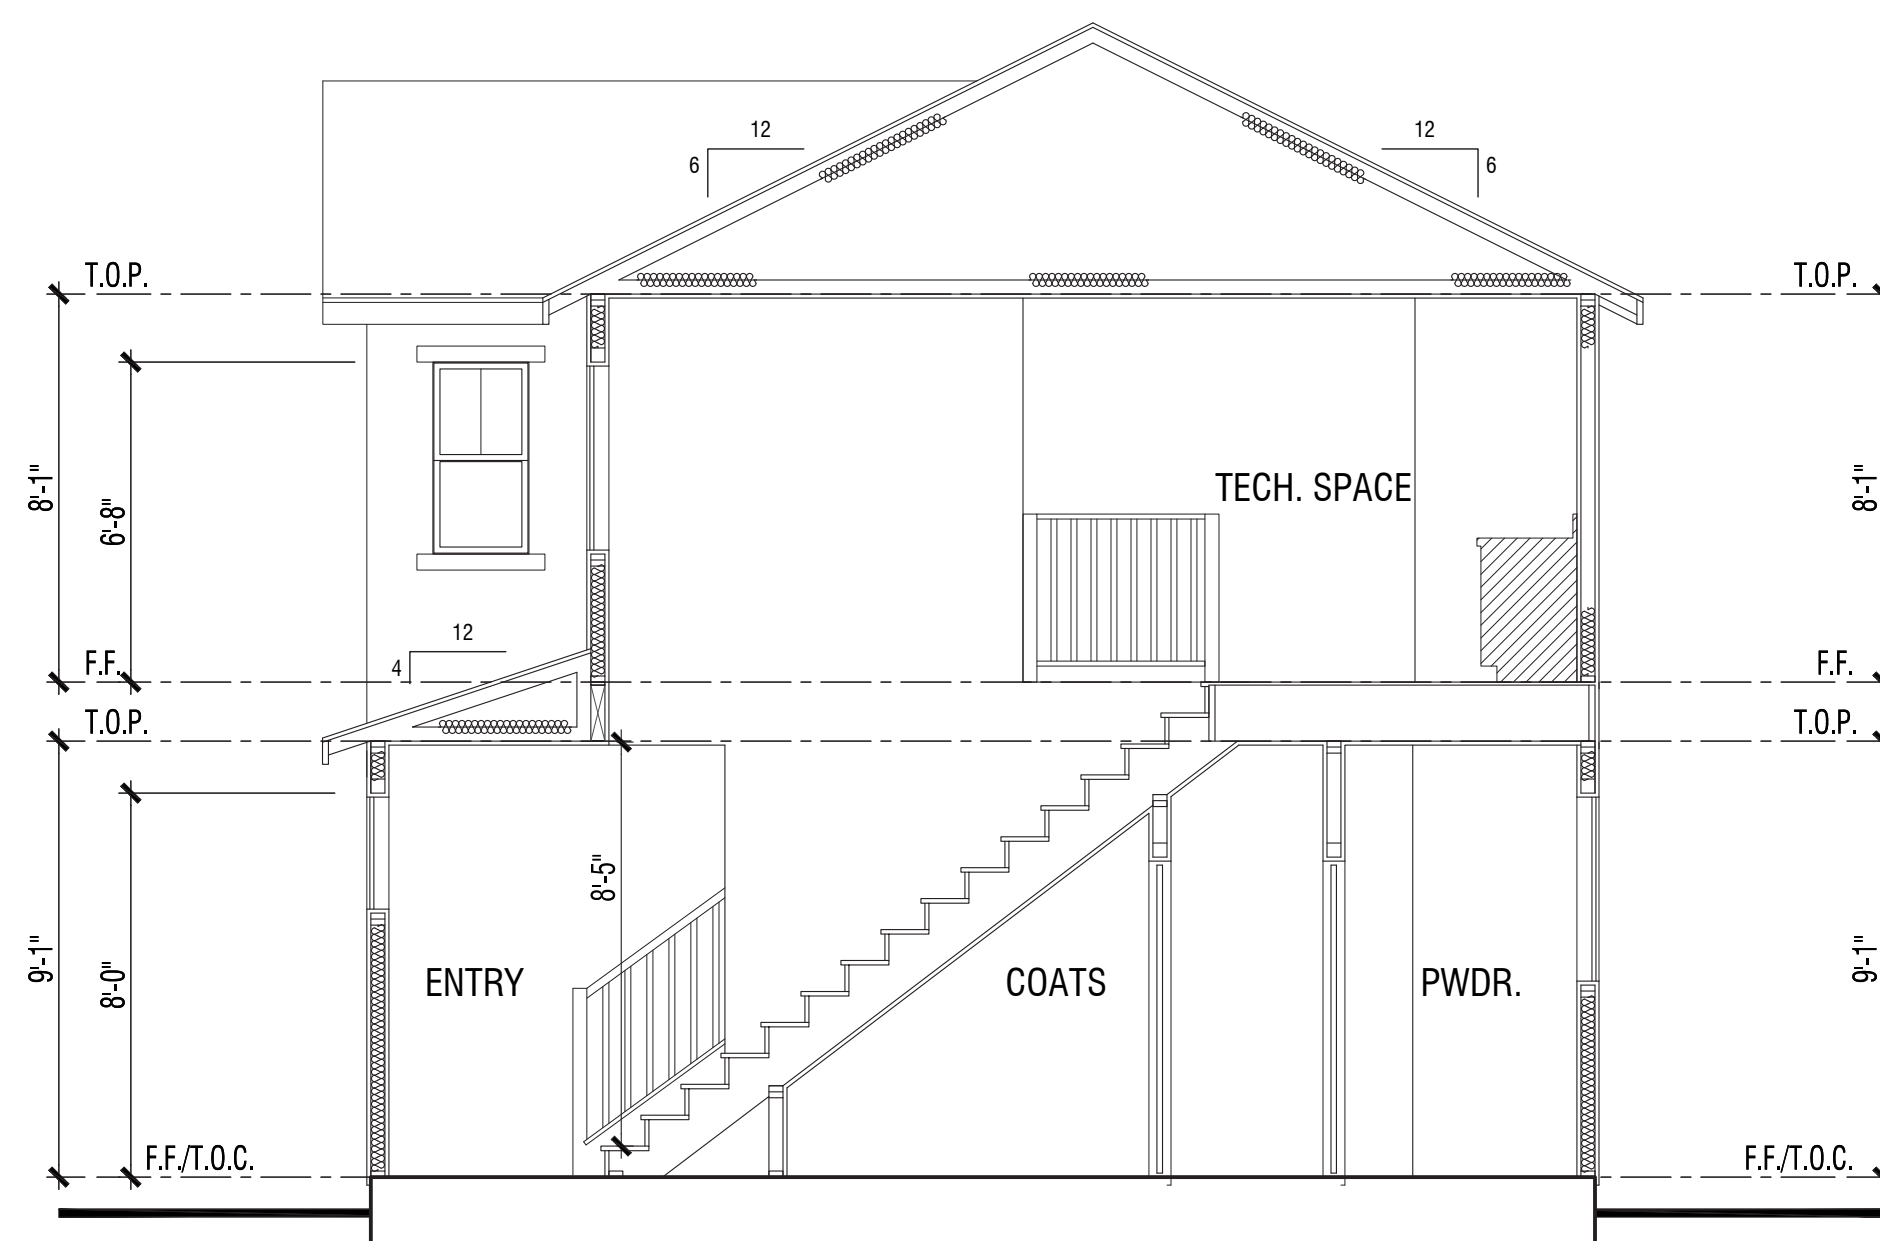 12
6
12
6
T.O.P.
T.O.P.
8'-1"
6'-8"
TECH. SPACE
8'-1"
12
4
F.F.
F.F.
T.O.P.
T.O.P.
8'-5"
9'-1"
8'-0"
ENTRY
COATS
PWDR.
9'-1"
F.F./T.O.C.
F.F./T.O.C.